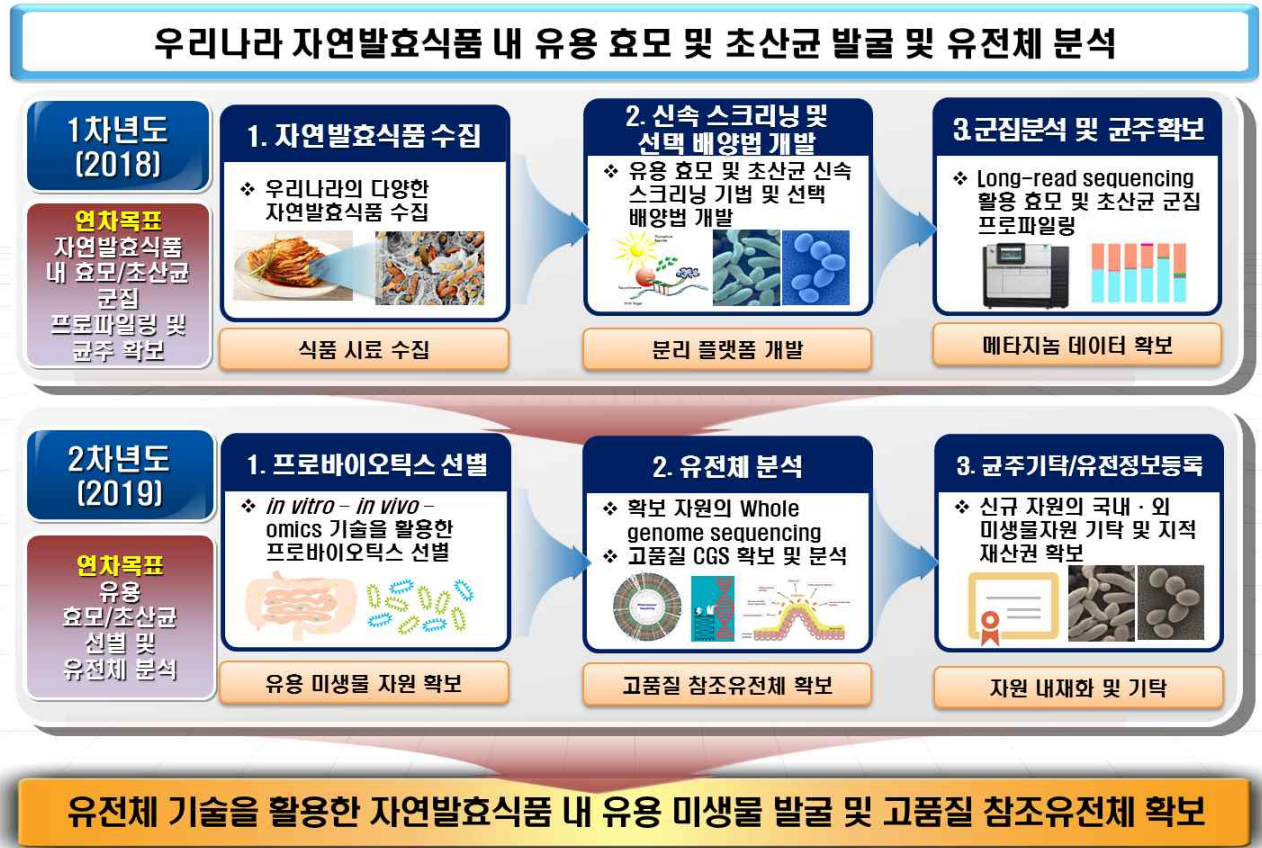 우리나라 자연발효식품 내 유용 효모 및 초산균 발굴 및 유전체 분석
1차년도
(2018)
연차목표
자연발효식품
내 효모/초산균
군집
프로파일링 및
균주 확보
1. 자연발효식품 수집
❖ 우리나라의 다양한
자연발효식품 수집
식품 시료 수집
2. 신속 스크리닝 및
선택 배양법 개발
❖ 유용 효모 및 초산균 신속
스크리닝 기법 및 선택
배양법 개발
분리 플랫폼 개발
3.군집분석 및 균주확보
❖ Long-read sequencing
활용 효모 및 초산균 군집
프로파일링
메타지놈 데이터 확보
2차년도
(2019)
연차목표
유용
효모/초산균
선별 및
유전체 분석
1. 프로바이오틱스 선별
❖ in vitro – in vivo –
omics 기술을 활용한
프로바이오틱스 선별
유용 미생물 자원 확보
2. 유전체 분석
❖ 확보 자원의 Whole
genome sequencing
❖ 고품질 CGS 확보 및 분석
고품질 참조유전체 확보
3. 균주기탁/유전정보등록
❖ 신규 자원의 국내 · 외
미생물자원 기탁 및 지적
재산권 확보
자원 내재화 및 기탁
유전체 기술을 활용한 자연발효식품 내 유용 미생물 발굴 및 고품질 참조유전체 확보